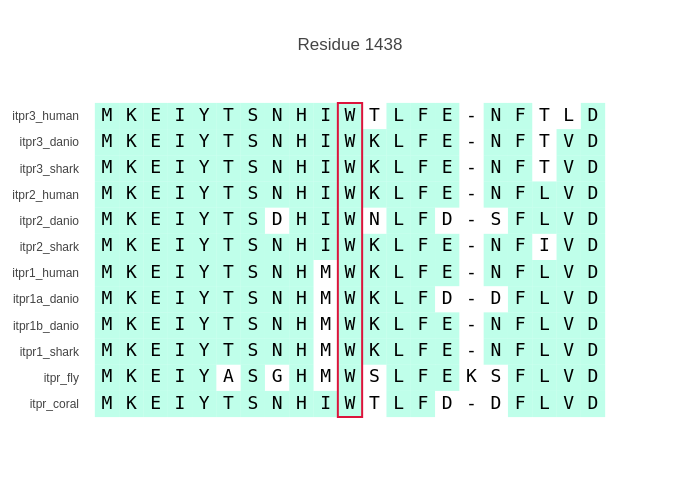 Residue 1438
itpr3_human M K E I Y T S N H I W T L F E - N F T L D
itpr3_danio M K E I Y T S N H I W K L F E - N F T V D
itpr3_shark M K E I Y T S N H I W K L F E - N F T V D
itpr2_human M K E I Y T S N H I W K L F E - N F L V D
itpr2_danio M K E I Y T S D H I W N L F D - S F L V D
itpr2_shark M K E I Y T S N H I W K L F E - N F I V D
itpr1_human M K E I Y T S N H M W K L F E - N F L V D
itpr1a_danio M K E I Y T S N H M W K L F D - D F L V D
itpr1b_danio M K E I Y T S N H M W K L F E - N F L V D
itpr1_shark M K E I Y T S N H M W K L F E - N F L V D
itpr_fly M K E I Y A S G H M W S L F E K S F L V D
itpr_coral M K E I Y T S N H I W T L F D - D F L V D